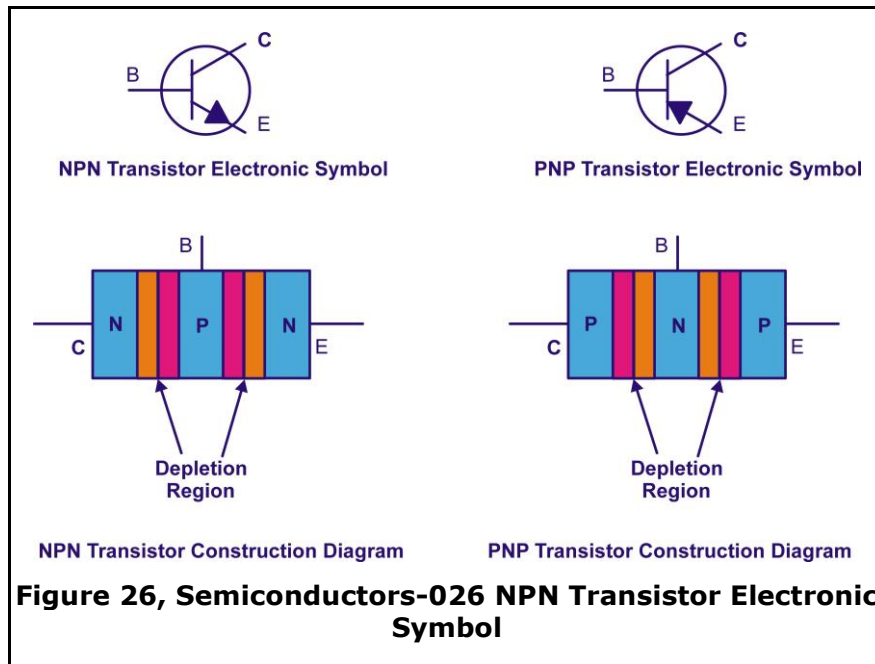 C
B
E
NPN Transistor Electronic Symbol
C
B
E
PNP Transistor Electronic Symbol
B
N P N
C E
Depletion
Region
NPN Transistor Construction Diagram
B
P N P
C E
Depletion
Region
PNP Transistor Construction Diagram
Figure 26, Semiconductors-026 NPN Transistor Electronic
Symbol